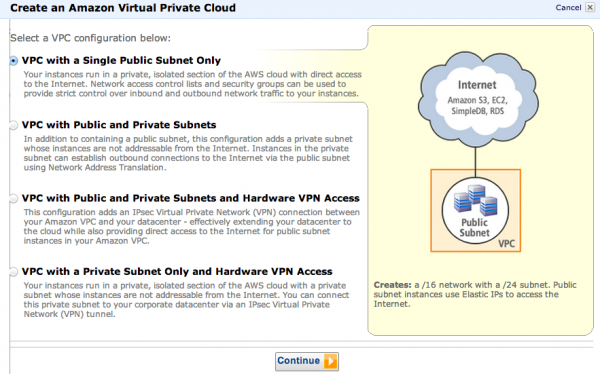 Create an Amazon Virtual Private Cloud
Cancel
Select a VPC configuration below:
VPC with a Single Public Subnet Only
Your instances run in a private, isolated section of the AWS cloud with direct access
to the Internet. Network access control lists and security groups can be used to
provide strict control over inbound and outbound network traffic to your instances.
VPC with Public and Private Subnets
In addition to containing a public subnet, this configuration adds a private subnet
whose instances are not addressable from the Internet. Instances in the private
subnet can establish outbound connections to the Internet via the public subnet
using Network Address Translation.
VPC with Public and Private Subnets and Hardware VPN Access
This configuration adds an IPsec Virtual Private Network (VPN) connection between
your Amazon VPC and your datacenter - effectively extending your datacenter to
the cloud while also providing direct access to the Internet for public subnet
instances in your Amazon VPC.
VPC with a Private Subnet Only and Hardware VPN Access
Your instances run in a private, isolated section of the AWS cloud with a private
subnet whose instances are not addressable from the Internet. You can connect
this private subnet to your corporate datacenter via an IPsec Virtual Private
Network (VPN) tunnel.
Internet
Amazon S3, EC2,
SimpleDB, RDS
Public
Subnet
VPC
Creates: a /16 network with a /24 subnet. Public
subnet instances use Elastic IPs to access the
Internet.
Continue